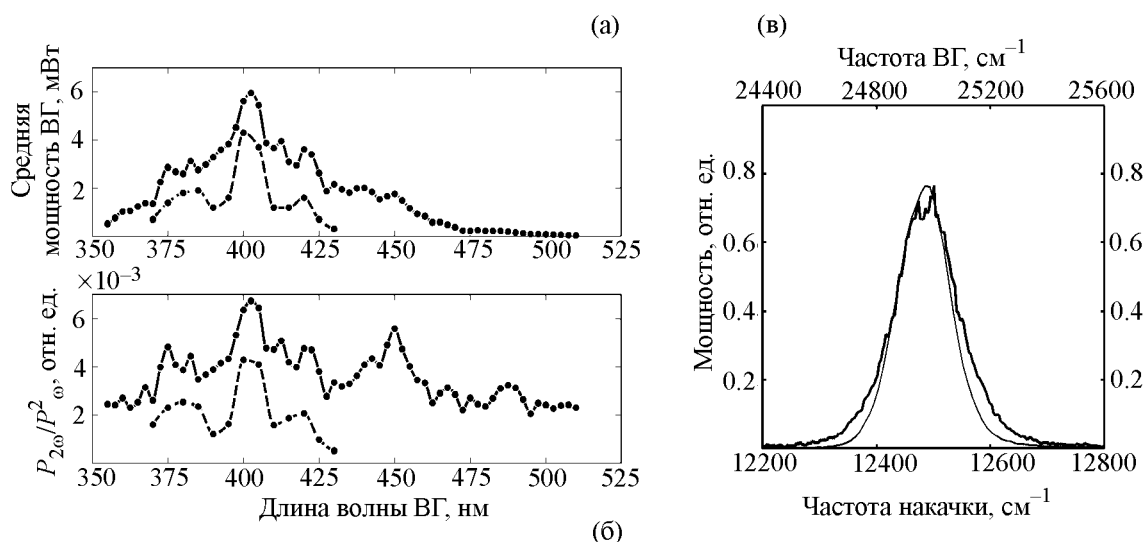 (а)
Средняя
мощность ВГ, мВт
6
4
2
350 375 400 425 450 475 500 525
×10⁻³
P₂ω/P²ω, отн. ед.
6
4
2
350 375 400 425 450 475 500 525
Длина волны ВГ, нм
(б)
(в)
Частота ВГ, см⁻¹
24400 24800 25200 25600
Мощность, отн. ед.
0.8 0.8
0.6
0.4 0.4
0.2 0.2
12200 12400 12600 12800
Частота накачки, см⁻¹